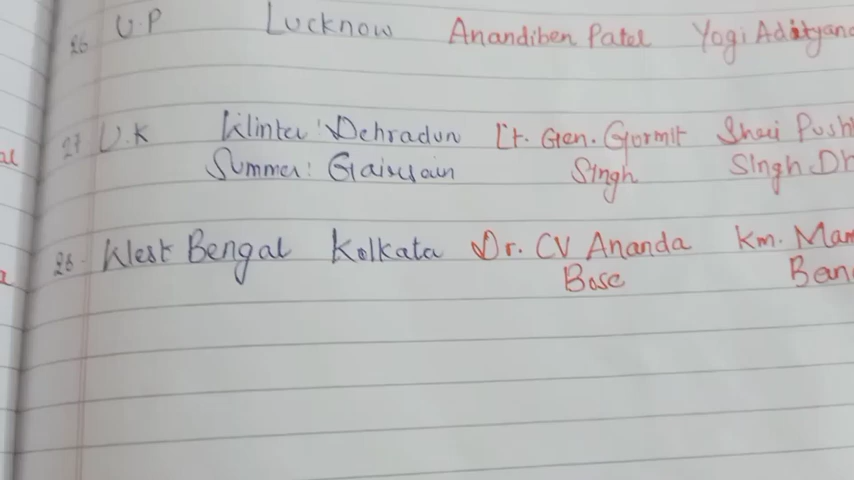 26 U.P Lucknow Anandiben Patel Yogi Adityana
27 U.K Winter: Dehradun Lt. Gen. Gurmit Shri Push
Summer: Gairsain Singh Singh Dh
28. West Bengal Kolkata Dr. CV Ananda Km. Mam
Bose Ban
al
a